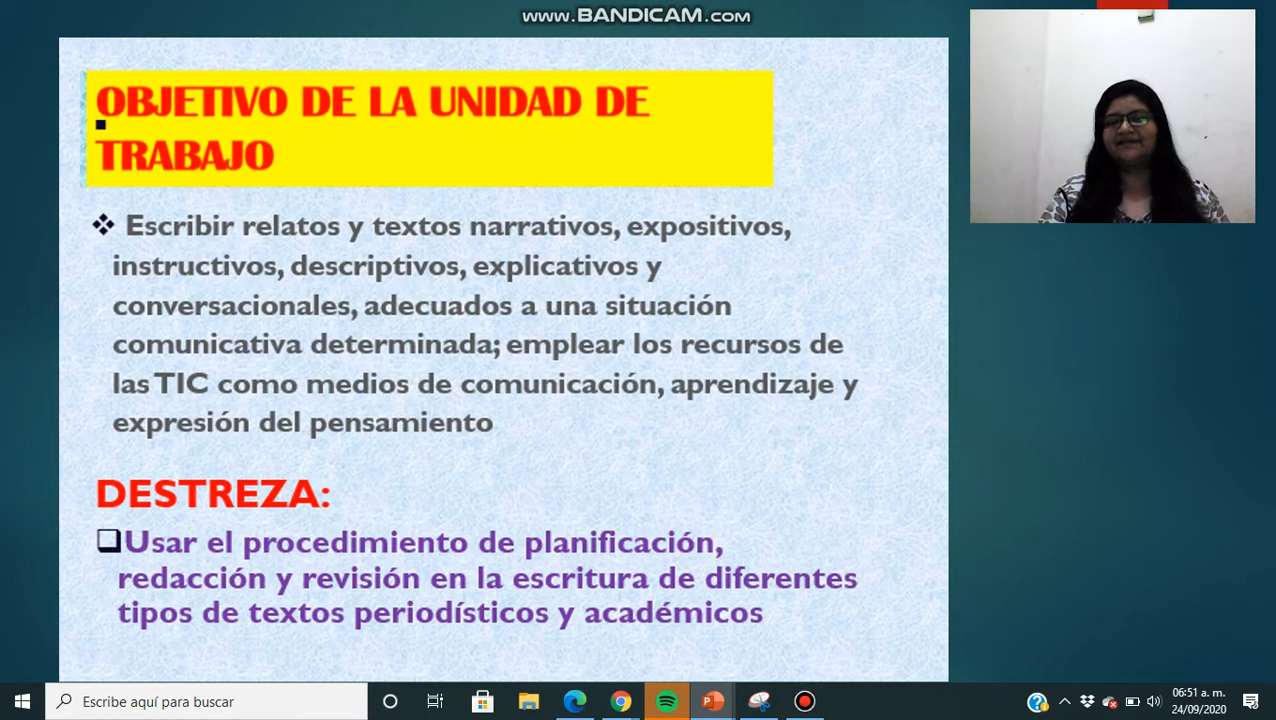 www.BANDICAM.com
OBJETIVO DE LA UNIDAD DE
TRABAJO
Escribir relatos y textos narrativos, expositivos,
instructivos, descriptivos, explicativos y
conversacionales, adecuados a una situación
comunicativa determinada; emplear los recursos de
las TIC como medios de comunicación, aprendizaje y
expresión del pensamiento
DESTREZA:
Usar el procedimiento de planificación,
redacción y revisión en la escritura de diferentes
tipos de textos periodísticos y académicos
Escribe aquí para buscar
06:51 a. m.
24/09/2020